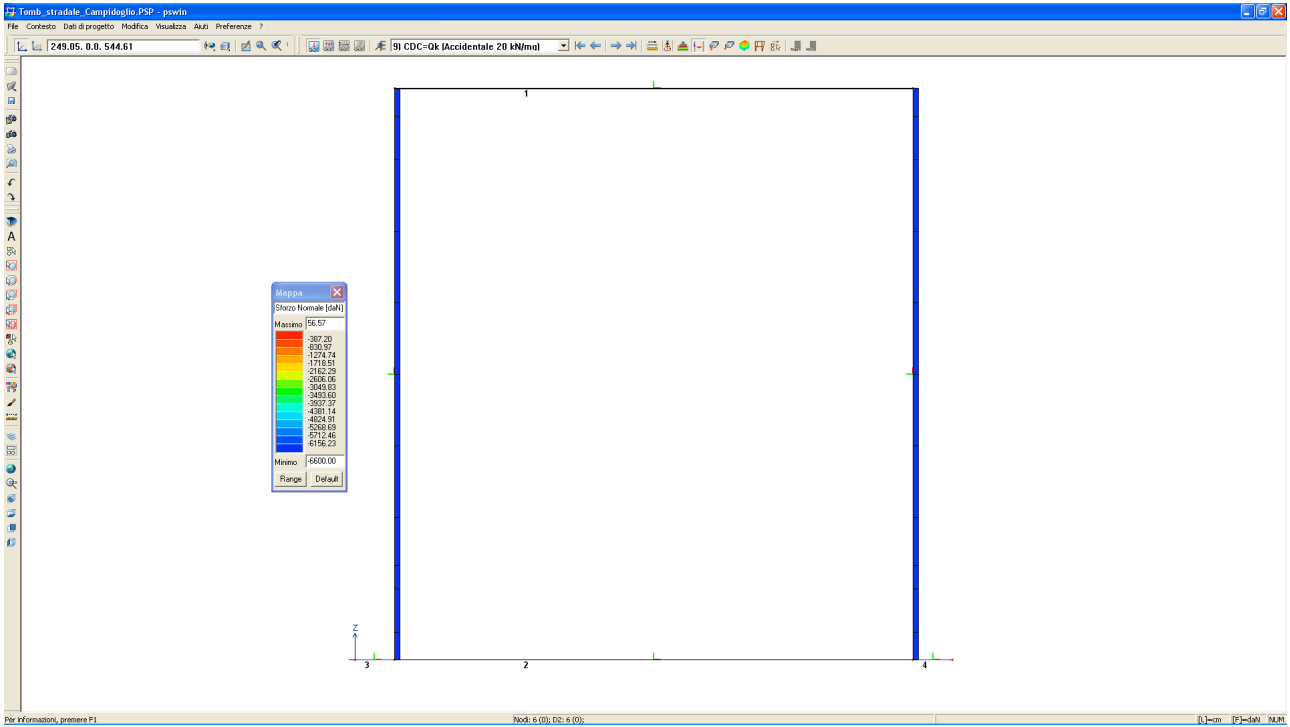 Tomb_stradale_Campidoglio.PSP - pswin
File Contesto Dati di progetto Modifica Visualizza Aiuti Preferenze ?
249.05. 0.0. 544.61
9) CDC=Qk (Accidentale 20 kN/mq)
1
Mappa
Sforzo Normale [daN]
Massimo 56.57
-387.20
-830.97
-1274.74
-1718.51
-2162.29
-2606.06
-3049.83
-3493.60
-3937.37
-4381.14
-4824.91
-5268.69
-5712.46
-6156.23
Minimo -6600.00
Range Default
A
Z
3 2 4
Per informazioni, premere F1
Nodi: 6 (0); D2: 6 (0);
[L]=cm [F]=daN NUM